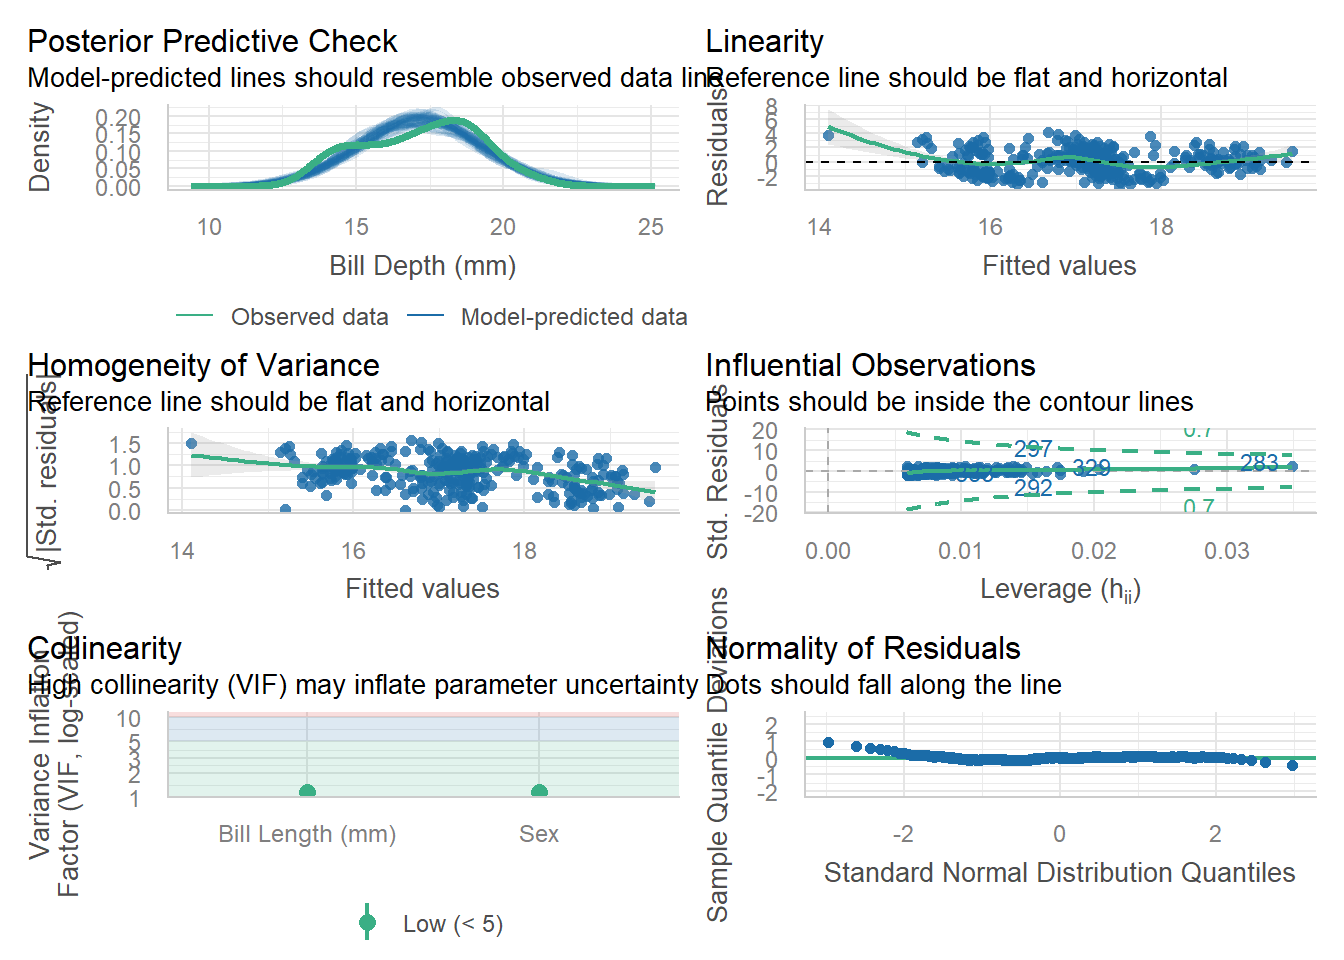 Posterior Predictive Check
Model-predicted lines should resemble observed data line
Density
0.20
0.15
0.10
0.05
0.00
10 15 20 25
Bill Depth (mm)
Observed data Model-predicted data
Linearity
Reference line should be flat and horizontal
Residuals
8
6
4
2
0
-2
14 16 18
Fitted values
Homogeneity of Variance
Reference line should be flat and horizontal
√|Std. residuals|
1.5
1.0
0.5
0.0
14 16 18
Fitted values
Influential Observations
Points should be inside the contour lines
Std. Residuals
20
10
0
-10
-20
0.7
297
283
329
292
0.7
0.00 0.01 0.02 0.03
Leverage (hii)
Collinearity
High collinearity (VIF) may inflate parameter uncertainty
Variance Inflation
Factor (VIF, log-scaled)
10
5
3
2
1
Bill Length (mm) Sex
Low (< 5)
Normality of Residuals
Dots should fall along the line
Sample Quantile Deviations
2
1
0
-1
-2
-2 0 2
Standard Normal Distribution Quantiles